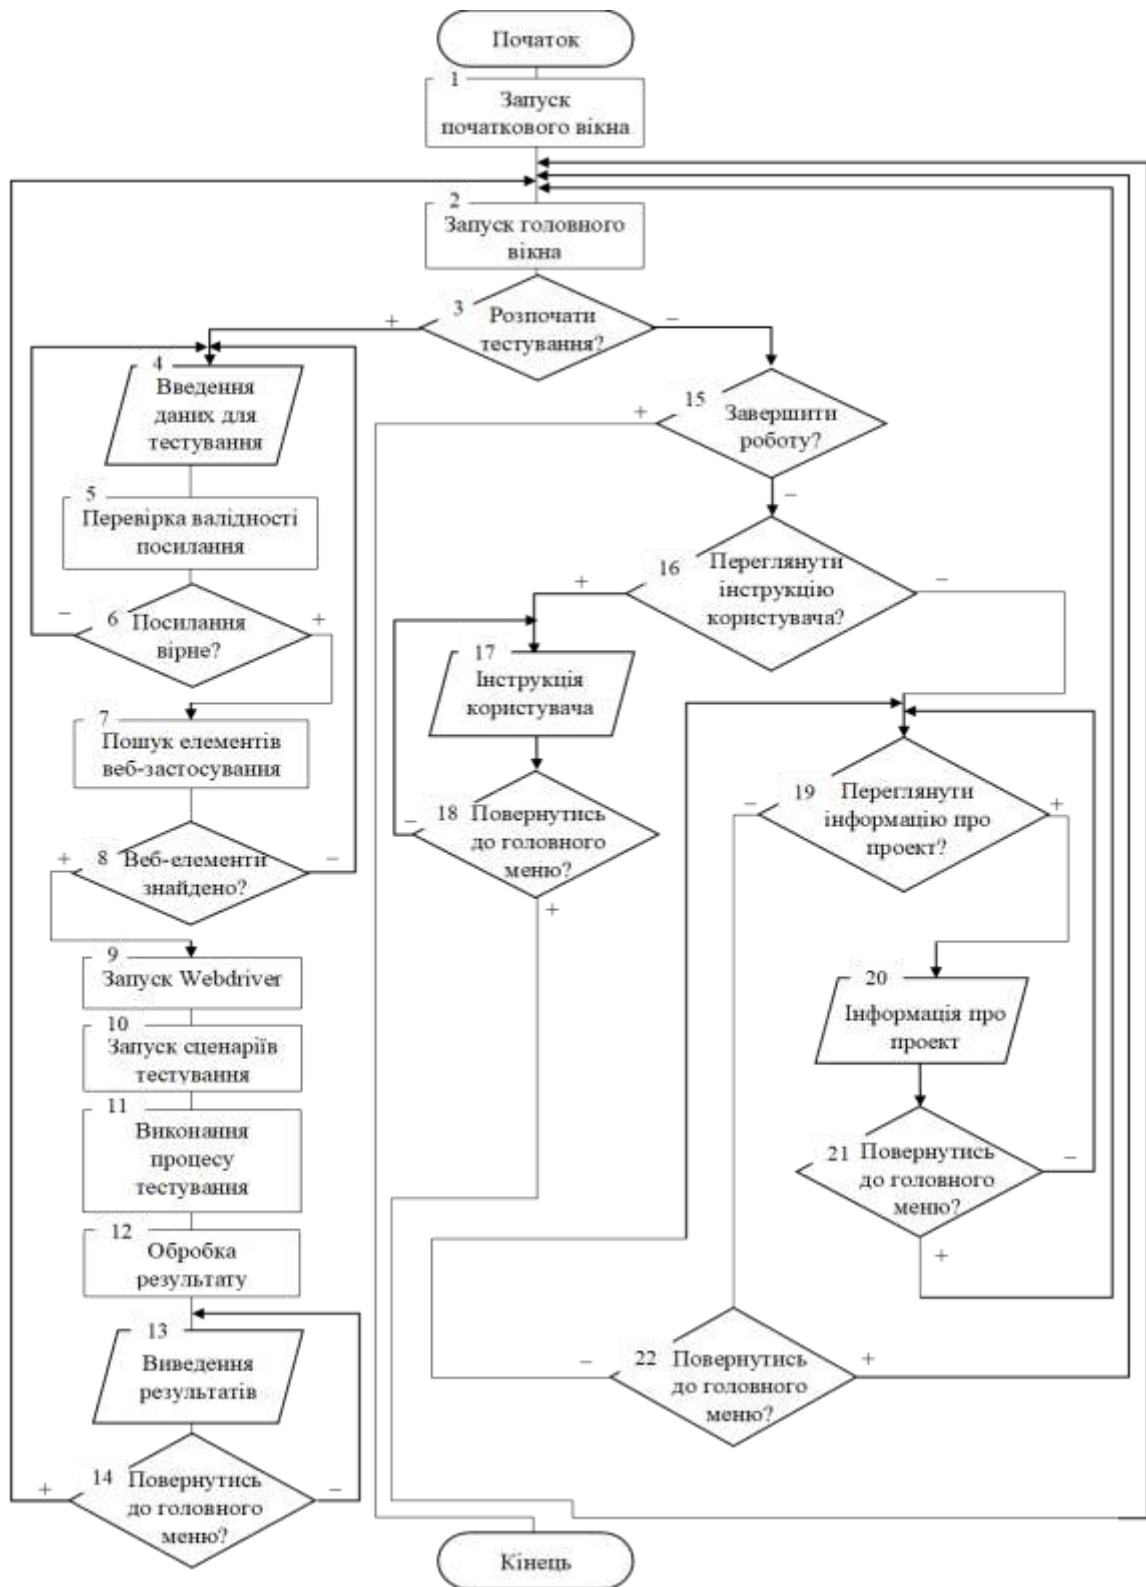 Початок
1
Запуск
початкового вікна
2
Запуск головного
вікна
3
Розпочати
тестування?
+
−
4
Введення
даних для
тестування
5
Перевірка валідності
посилання
6
Посилання
вірне?
−
+
7
Пошук елементів
веб-застосування
8
Веб-елементи
знайдено?
+
−
9
Запуск Webdriver
10
Запуск сценаріїв
тестування
11
Виконання
процесу
тестування
12
Обробка
результату
13
Виведення
результатів
14
Повернутись
до головного
меню?
+
−
15
Завершити
роботу?
+
−
16
Переглянути
інструкцію
користувача?
+
−
17
Інструкція
користувача
18
Повернутись
до головного
меню?
−
+
19
Переглянути
інформацію про
проект?
−
+
20
Інформація про
проект
21
Повернутись
до головного
меню?
−
+
22
Повернутись
до головного
меню?
−
+
Кінець